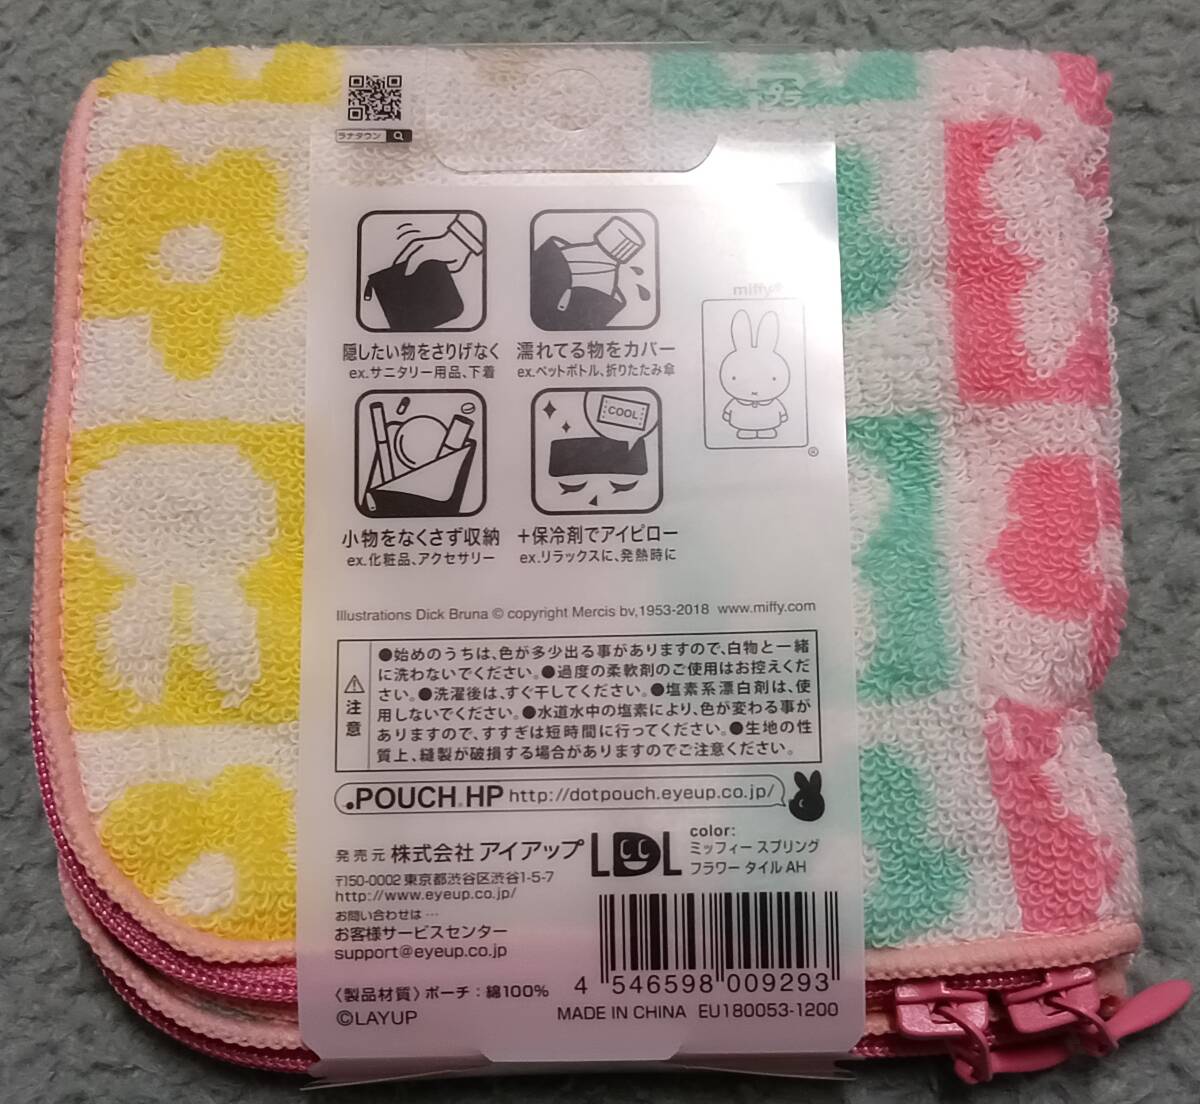 プラ
ラナタウン
miffy
隠したい物をさりげなく
ex.サニタリー用品、下着
濡れてる物をカバー
ex.ペットボトル、折りたたみ傘
COOL
小物をなくさず収納
ex.化粧品、アクセサリー
+保冷剤でアイピロー
ex.リラックスに、発熱時に
®
Illustrations Dick Bruna © copyright Mercis bv,1953-2018 www.miffy.com
⚠注意
●始めのうちは、色が多少出る事がありますので、白物と一緒
に洗わないでください。●過度の柔軟剤のご使用はお控えくだ
さい。●洗濯後は、すぐ干してください。●塩素系漂白剤は、使
用しないでください。●水道水中の塩素により、色が変わる事が
ありますので、すすぎは短時間に行ってください。●生地の性
質上、縫製が破損する場合がありますのでご注意ください。
.POUCH HP http://dotpouch.eyeup.co.jp/
発売元 株式会社 アイアップ
〒150-0002 東京都渋谷区渋谷1-5-7
http://www.eyeup.co.jp/
お問い合わせは…
お客様サービスセンター
support@eyeup.co.jp
〈製品材質〉ポーチ:綿100%
©LAYUP
LDL
color:
ミッフィー スプリング
フラワー タイル AH
4 546598 009293
MADE IN CHINA EU180053-1200